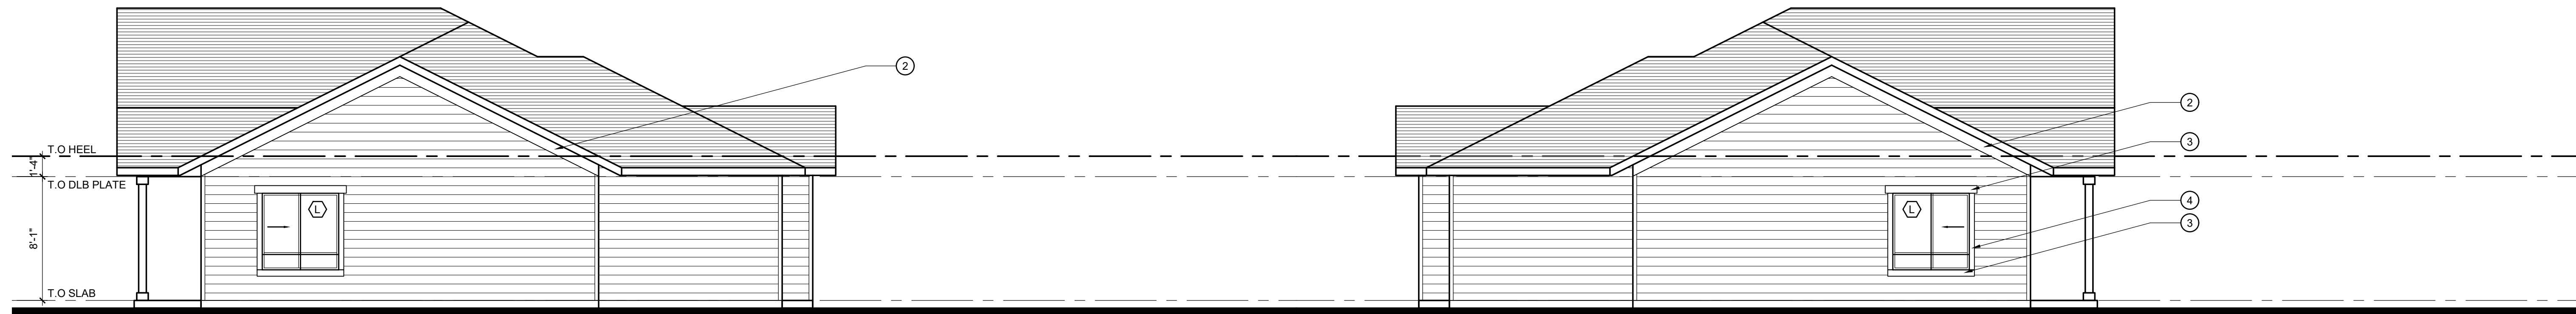 2
2
T.O HEEL
1'-4"
3
T.O DLB PLATE
L
L
4
3
8'-1"
T.O SLAB